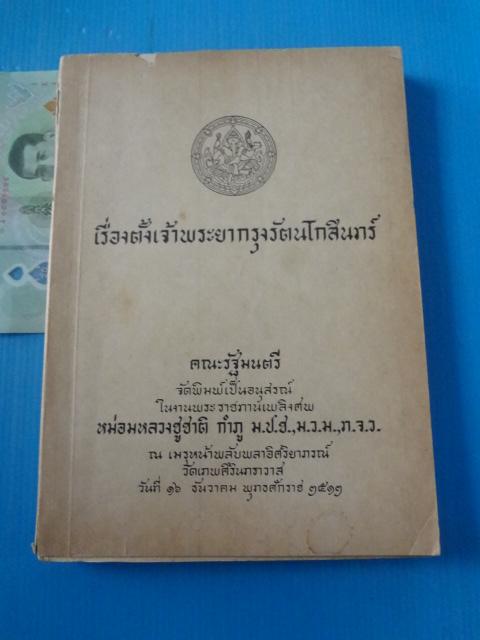 เรื่องตั้งเจ้าพระยากรุงรัตนโกสินทร์
คณะรัฐมนตรี
จัดพิมพ์เป็นอนุสรณ์
ในงานพระราชทานเพลิงศพ
หม่อมหลวงชูชาติ กำภู ม.ป.ช.,ม.ว.ม.,ท.จ.ว.
ณ เมรุหน้าพลับพลาอิศริยาภรณ์
วัดเทพศิรินทราวาส
วันที่ ๑๖ ธันวาคม พุทธศักราช ๒๕๑๒